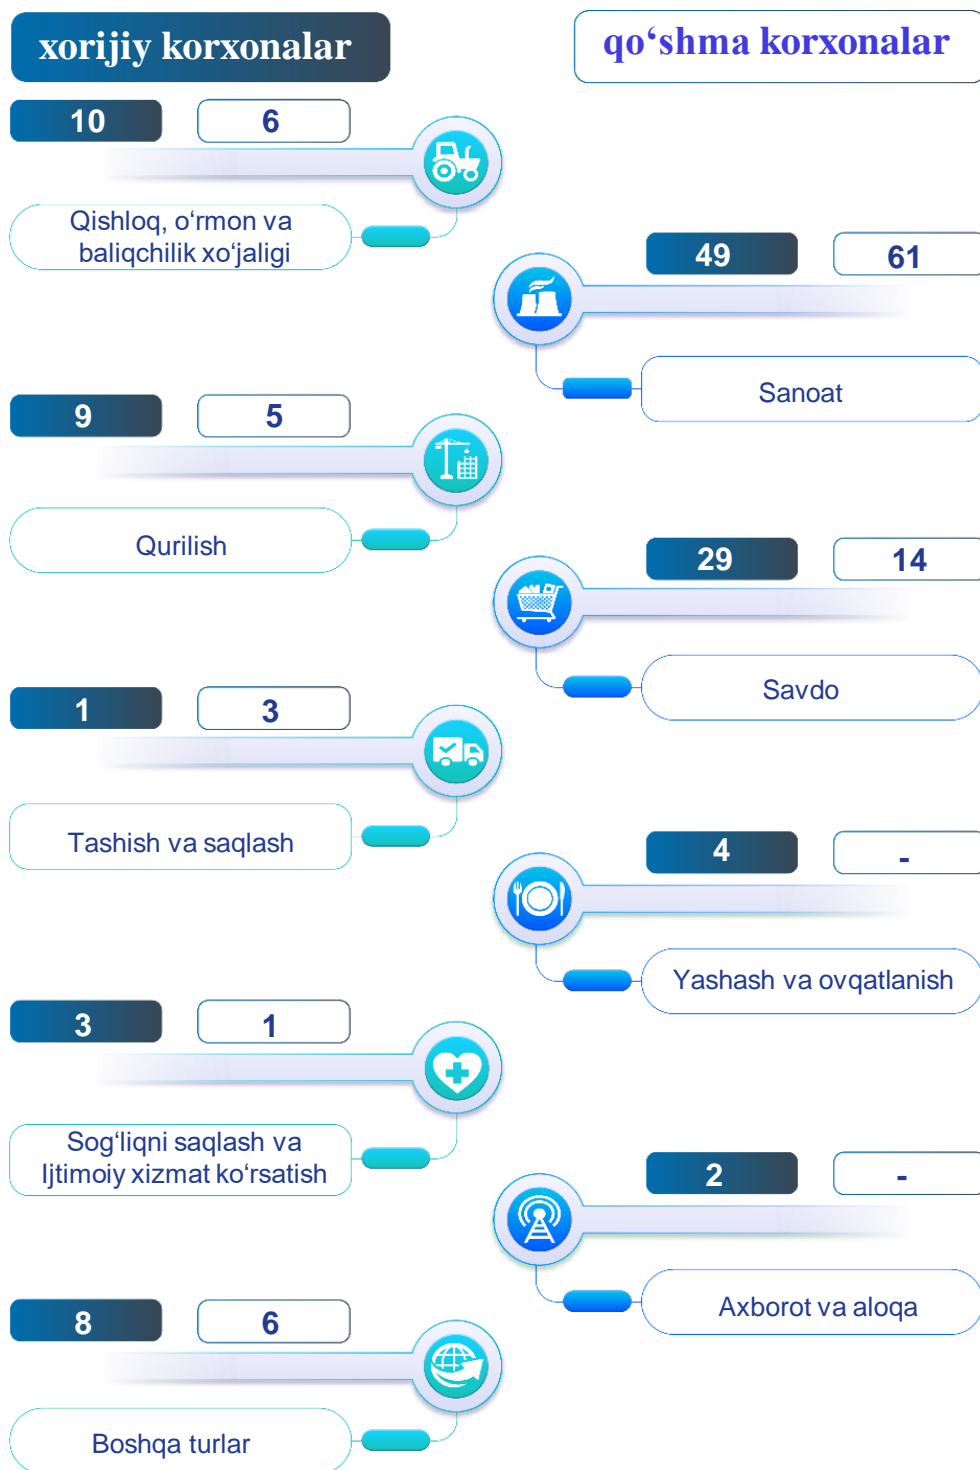 xorijiy korxonalar
qo‘shma korxonalar
10
6
Qishloq, o‘rmon va
baliqchilik xo‘jaligi
49
61
Sanoat
9
5
Qurilish
29
14
Savdo
1
3
Tashish va saqlash
4
-
Yashash va ovqatlanish
3
1
Sog‘liqni saqlash va
Ijtimoiy xizmat ko‘rsatish
2
-
Axborot va aloqa
8
6
Boshqa turlar